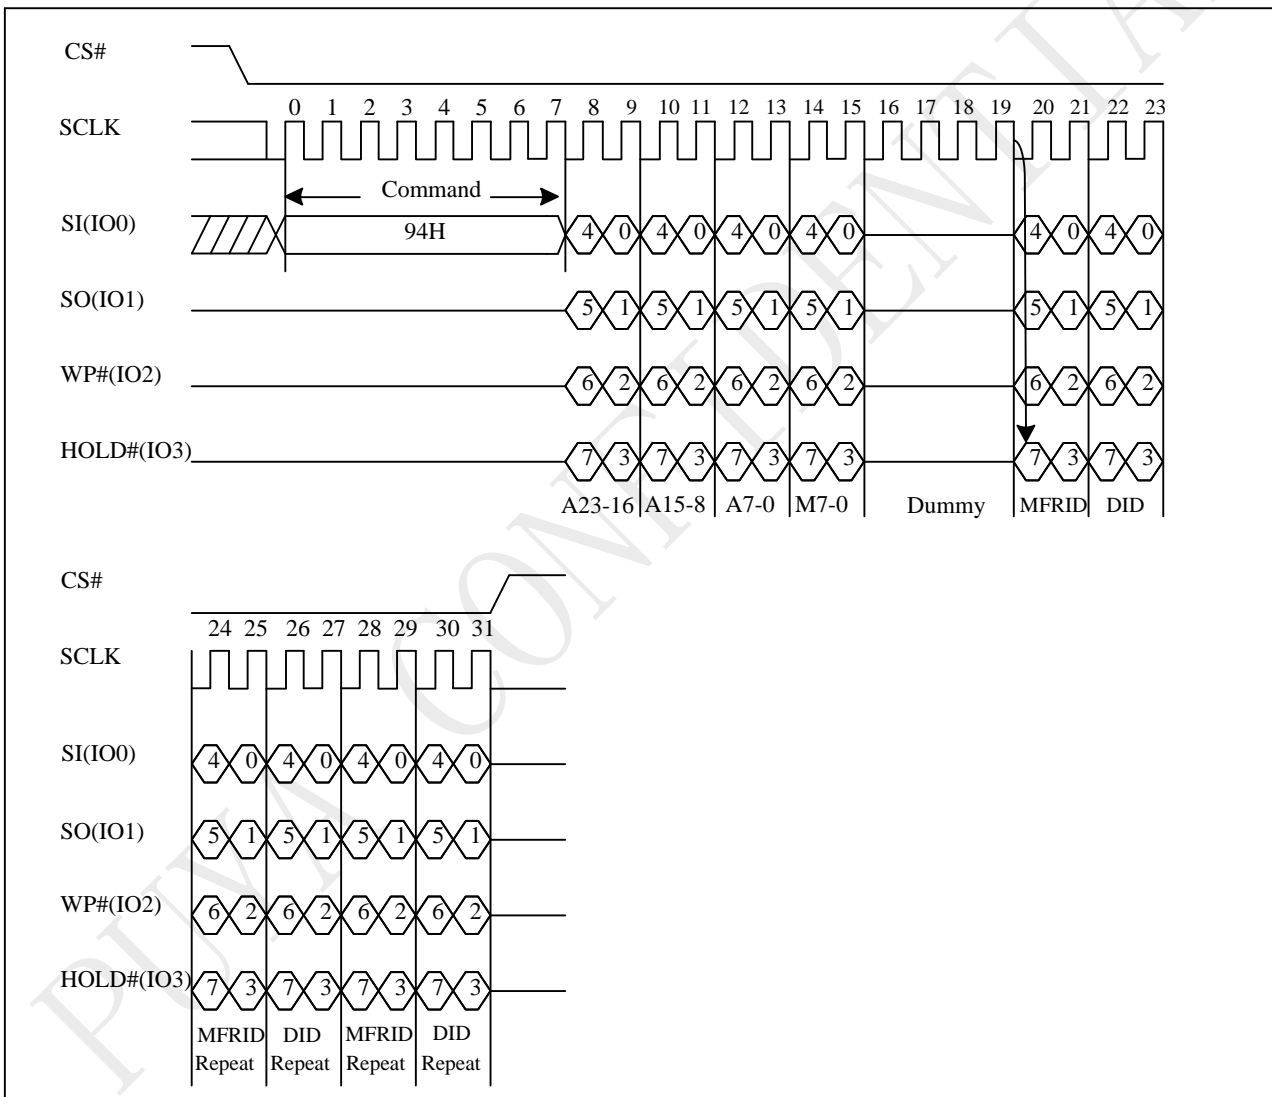 CS#
0 1 2 3 4 5 6 7 8 9 10 11 12 13 14 15 16 17 18 19 20 21 22 23
SCLK
Command
SI(IO0) 94H 4 0 4 0 4 0 4 0 4 0 4 0
SO(IO1) 5 1 5 1 5 1 5 1 5 1 5 1
WP#(IO2) 6 2 6 2 6 2 6 2 6 2 6 2
HOLD#(IO3) 7 3 7 3 7 3 7 3 7 3 7 3
A23-16 A15-8 A7-0 M7-0 Dummy MFRID DID
CS#
24 25 26 27 28 29 30 31
SCLK
SI(IO0) 4 0 4 0 4 0 4 0
SO(IO1) 5 1 5 1 5 1 5 1
WP#(IO2) 6 2 6 2 6 2 6 2
HOLD#(IO3) 7 3 7 3 7 3 7 3
MFRID DID MFRID DID
Repeat Repeat Repeat Repeat
PUYA CONFIDENTIAL